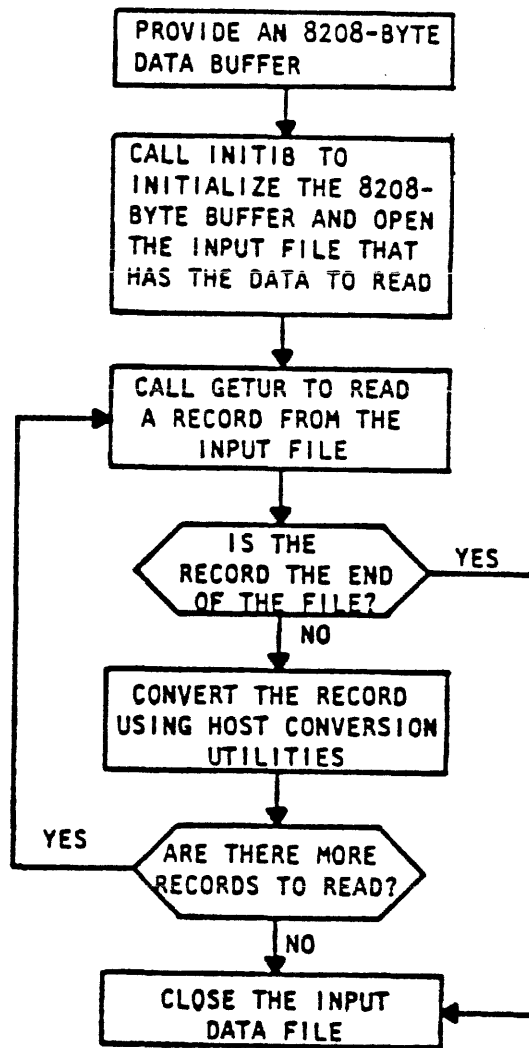 PROVIDE AN 8208-BYTE
DATA BUFFER
CALL INITIB TO
INITIALIZE THE 8208-
BYTE BUFFER AND OPEN
THE INPUT FILE THAT
HAS THE DATA TO READ
CALL GETUR TO READ
A RECORD FROM THE
INPUT FILE
IS THE
RECORD THE END
OF THE FILE?
YES
NO
CONVERT THE RECORD
USING HOST CONVERSION
UTILITIES
YES
ARE THERE MORE
RECORDS TO READ?
NO
CLOSE THE INPUT
DATA FILE